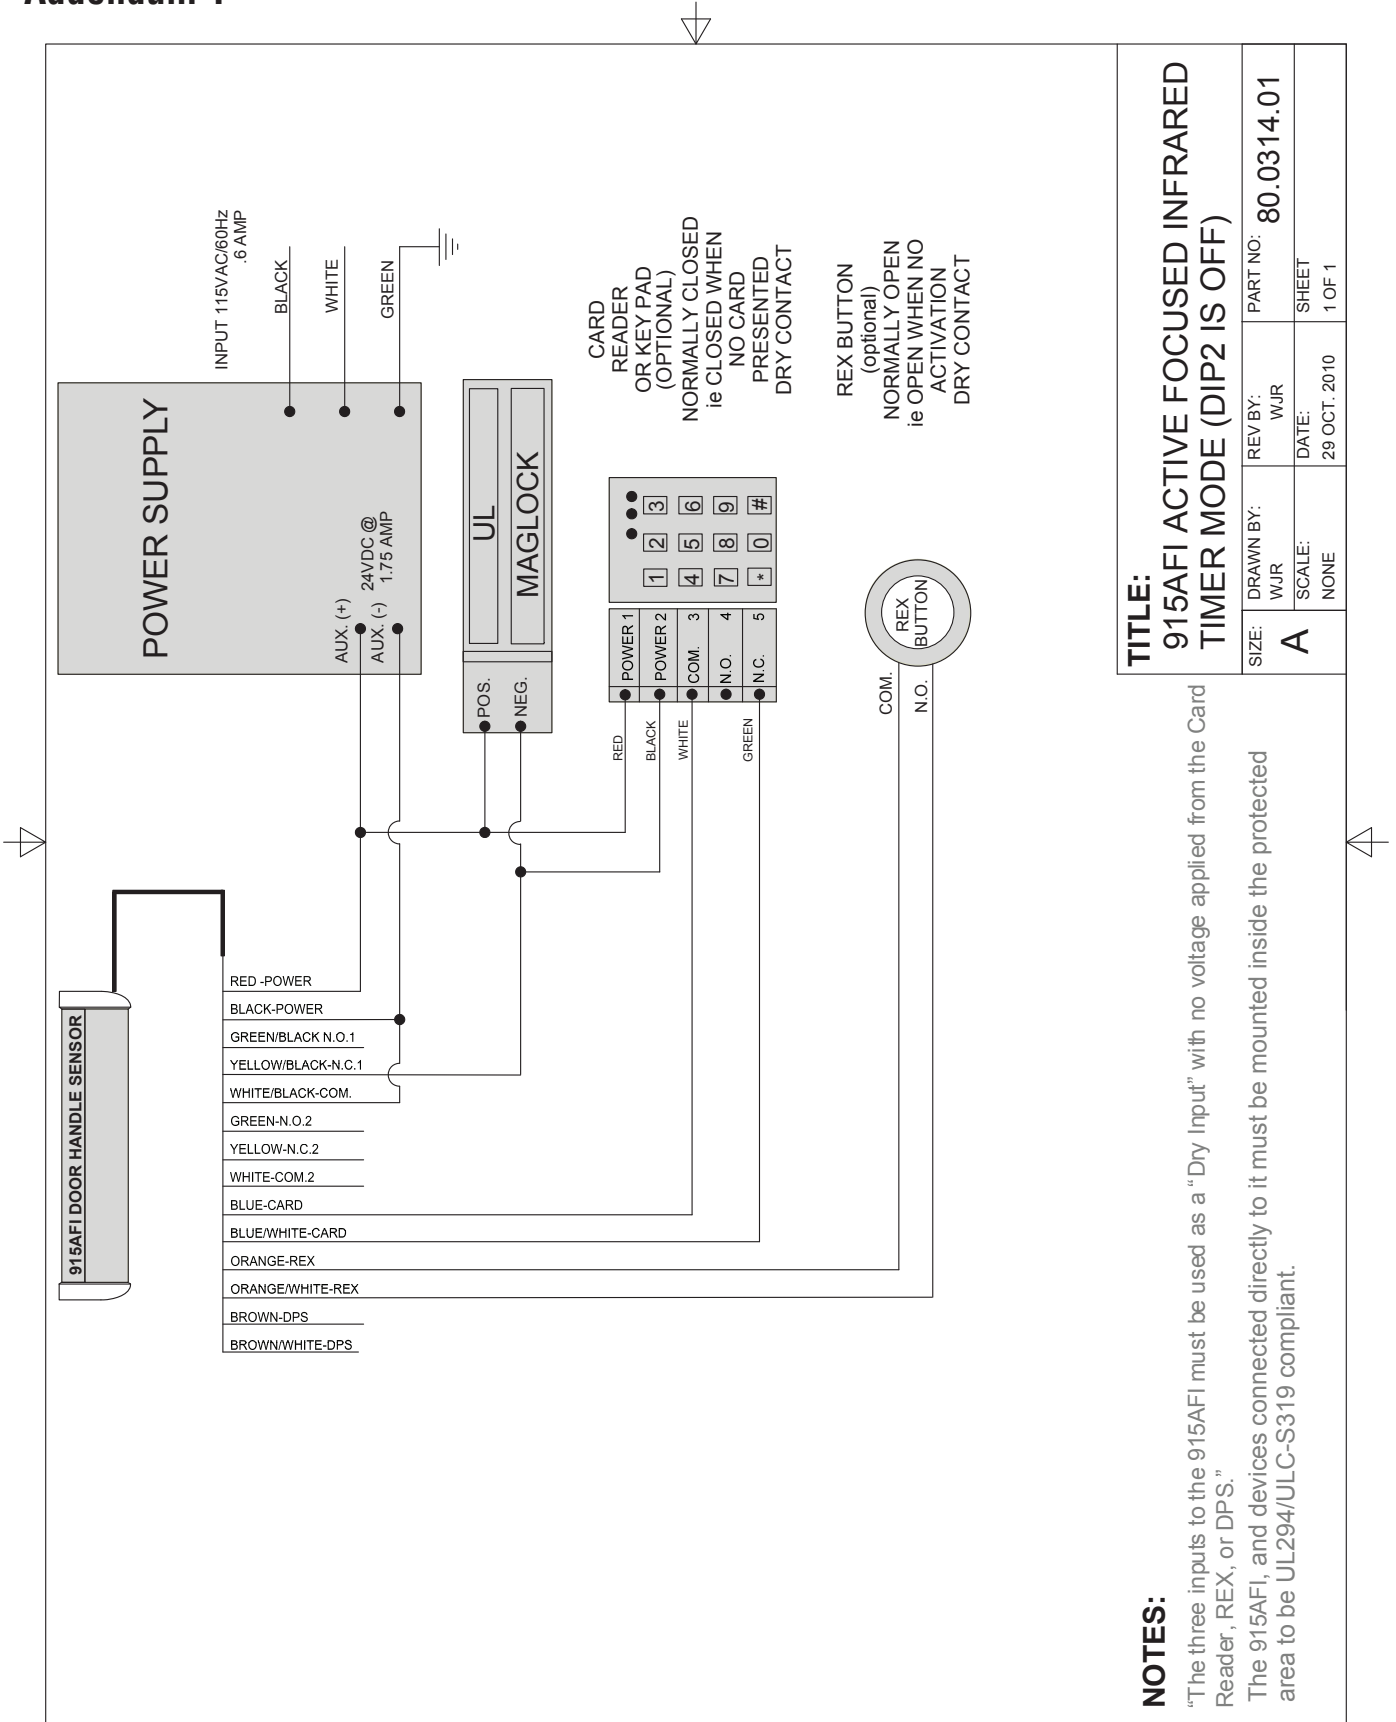 INPUT 115VAC/60Hz
.6 AMP
BLACK
WHITE
GREEN
POWER SUPPLY
24VDC @
1.75 AMP
AUX. (+)
AUX. (-)
UL
MAGLOCK
POS.
NEG.
CARD
READER
OR KEY PAD
(OPTIONAL)
NORMALLY CLOSED
ie CLOSED WHEN
NO CARD
PRESENTED
DRY CONTACT
1 2 3
4 5 6
7 8 9
* 0 #
POWER 1
POWER 2
COM. 3
N.O. 4
N.C. 5
RED
BLACK
WHITE
GREEN
REX BUTTON
(optional)
NORMALLY OPEN
ie OPEN WHEN NO
ACTIVATION
DRY CONTACT
REX
BUTTON
COM.
N.O.
915AFI DOOR HANDLE SENSOR
RED -POWER
BLACK-POWER
GREEN/BLACK N.O.1
YELLOW/BLACK-N.C.1
WHITE/BLACK-COM.
GREEN-N.O.2
YELLOW-N.C.2
WHITE-COM.2
BLUE-CARD
BLUE/WHITE-CARD
ORANGE-REX
ORANGE/WHITE-REX
BROWN-DPS
BROWN/WHITE-DPS
NOTES:
“The three inputs to the 915AFI must be used as a “Dry Input” with no voltage applied from the Card
Reader, REX, or DPS.”
The 915AFI, and devices connected directly to it must be mounted inside the protected
area to be UL294/ULC-S319 compliant.
TITLE:
915AFI ACTIVE FOCUSED INFRARED
TIMER MODE (DIP2 IS OFF)
SIZE:
A
DRAWN BY:
WJR
REV BY:
WJR
PART NO:
80.0314.01
SCALE:
NONE
DATE:
29 OCT. 2010
SHEET
1 OF 1